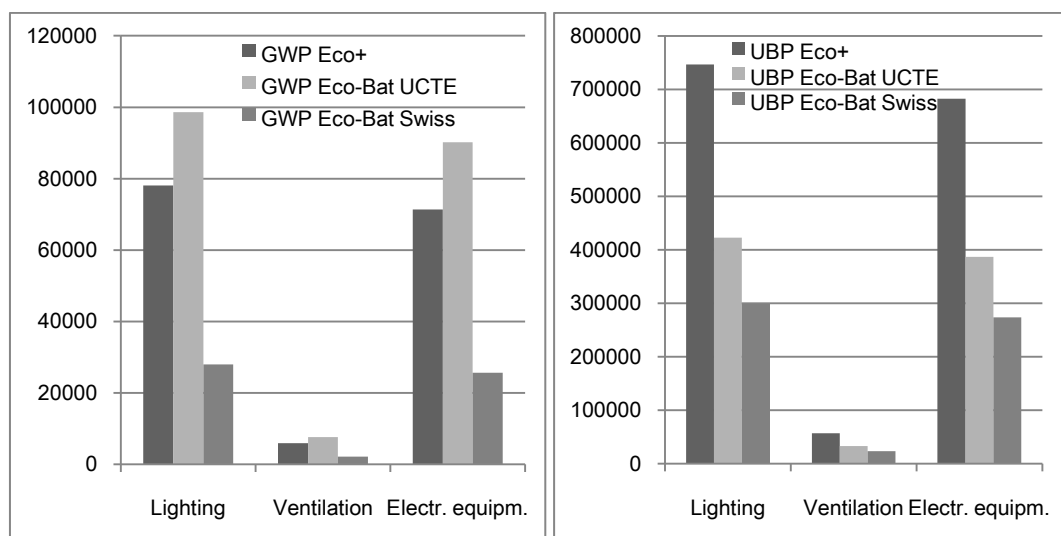 120000
100000
80000
60000
40000
20000
0
GWP Eco+
GWP Eco-Bat UCTE
GWP Eco-Bat Swiss
Lighting Ventilation Electr. equipm.
800000
700000
600000
500000
400000
300000
200000
100000
0
UBP Eco+
UBP Eco-Bat UCTE
UBP Eco-Bat Swiss
Lighting Ventilation Electr. equipm.